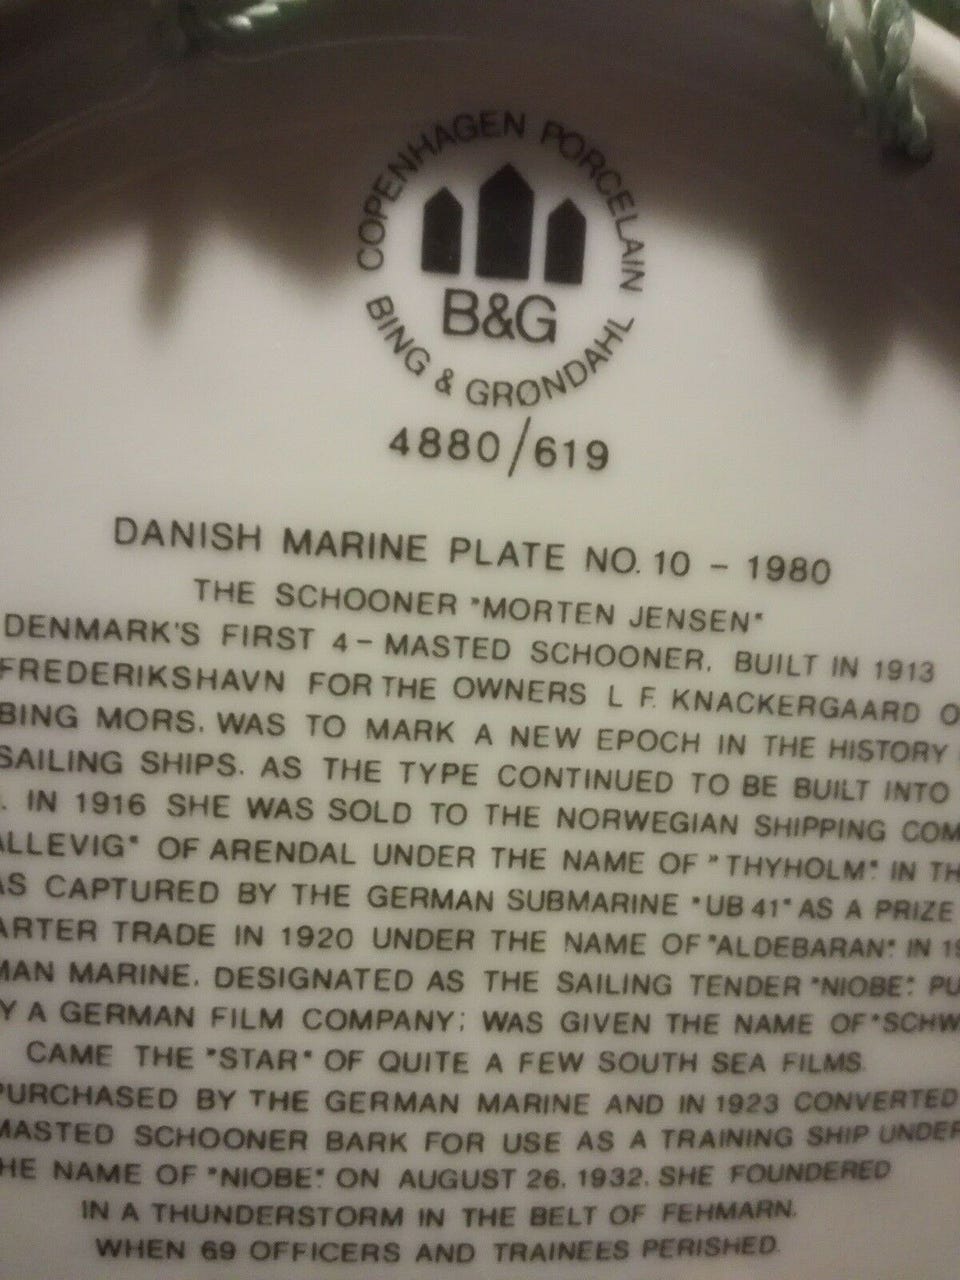 COPENHAGEN PORCELAIN
B&G
BING & GRØNDAHL
4880/619
DANISH MARINE PLATE NO. 10 - 1980
THE SCHOONER "MORTEN JENSEN"
DENMARK'S FIRST 4 - MASTED SCHOONER. BUILT IN 1913
FREDERIKSHAVN FOR THE OWNERS L F. KNACKERGAARD O
BING MORS. WAS TO MARK A NEW EPOCH IN THE HISTORY
SAILING SHIPS. AS THE TYPE CONTINUED TO BE BUILT INTO
. IN 1916 SHE WAS SOLD TO THE NORWEGIAN SHIPPING COM
ALLEVIG" OF ARENDAL UNDER THE NAME OF "THYHOLM". IN TH
AS CAPTURED BY THE GERMAN SUBMARINE "UB 41" AS A PRIZE
ARTER TRADE IN 1920 UNDER THE NAME OF "ALDEBARAN". IN 19
MAN MARINE. DESIGNATED AS THE SAILING TENDER "NIOBE". PU
Y A GERMAN FILM COMPANY; WAS GIVEN THE NAME OF "SCHW
CAME THE "STAR" OF QUITE A FEW SOUTH SEA FILMS.
PURCHASED BY THE GERMAN MARINE AND IN 1923 CONVERTED
MASTED SCHOONER BARK FOR USE AS A TRAINING SHIP UNDER
HE NAME OF "NIOBE". ON AUGUST 26. 1932. SHE FOUNDERED
IN A THUNDERSTORM IN THE BELT OF FEHMARN.
WHEN 69 OFFICERS AND TRAINEES PERISHED.